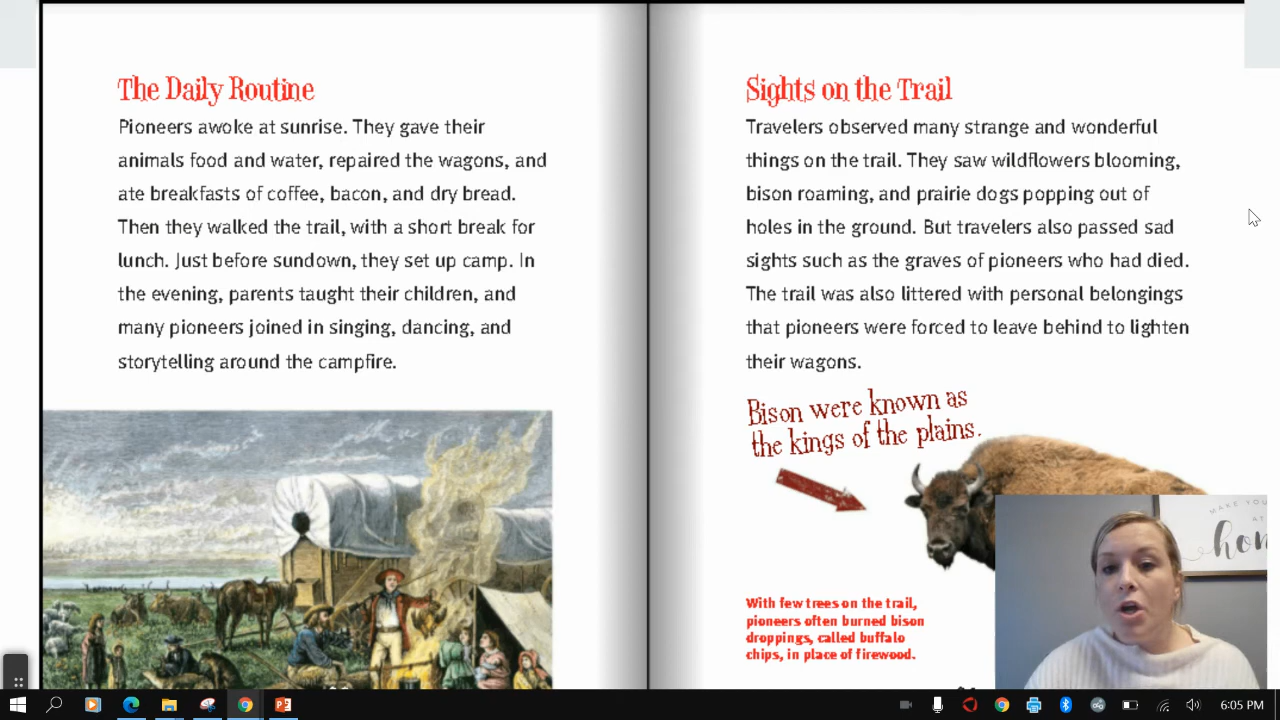 The Daily Routine
Pioneers awoke at sunrise. They gave their
animals food and water, repaired the wagons, and
ate breakfasts of coffee, bacon, and dry bread.
Then they walked the trail, with a short break for
lunch. Just before sundown, they set up camp. In
the evening, parents taught their children, and
many pioneers joined in singing, dancing, and
storytelling around the campfire.
Sights on the Trail
Travelers observed many strange and wonderful
things on the trail. They saw wildflowers blooming,
bison roaming, and prairie dogs popping out of
holes in the ground. But travelers also passed sad
sights such as the graves of pioneers who had died.
The trail was also littered with personal belongings
that pioneers were forced to leave behind to lighten
their wagons.
Bison were known as
the kings of the plains.
With few trees on the trail,
pioneers often burned bison
droppings, called buffalo
chips, in place of firewood.
MAKE YOU
AT
hom
6:05 PM